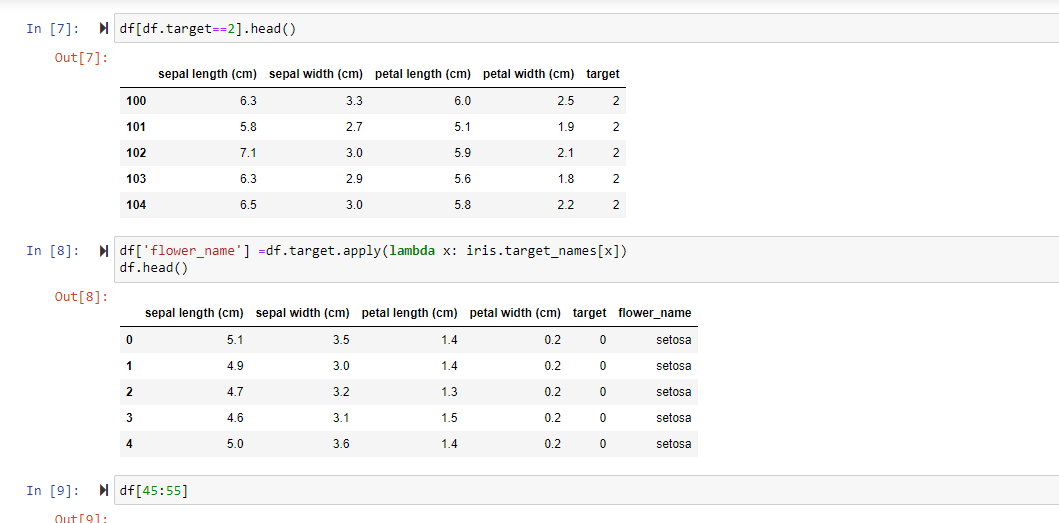 In [7]: df[df.target==2].head()
Out[7]:
sepal length (cm) sepal width (cm) petal length (cm) petal width (cm) target
100 6.3 3.3 6.0 2.5 2
101 5.8 2.7 5.1 1.9 2
102 7.1 3.0 5.9 2.1 2
103 6.3 2.9 5.6 1.8 2
104 6.5 3.0 5.8 2.2 2
In [8]: df['flower_name'] =df.target.apply(lambda x: iris.target_names[x])
df.head()
Out[8]:
sepal length (cm) sepal width (cm) petal length (cm) petal width (cm) target flower_name
0 5.1 3.5 1.4 0.2 0 setosa
1 4.9 3.0 1.4 0.2 0 setosa
2 4.7 3.2 1.3 0.2 0 setosa
3 4.6 3.1 1.5 0.2 0 setosa
4 5.0 3.6 1.4 0.2 0 setosa
In [9]: df[45:55]
Out[9]: